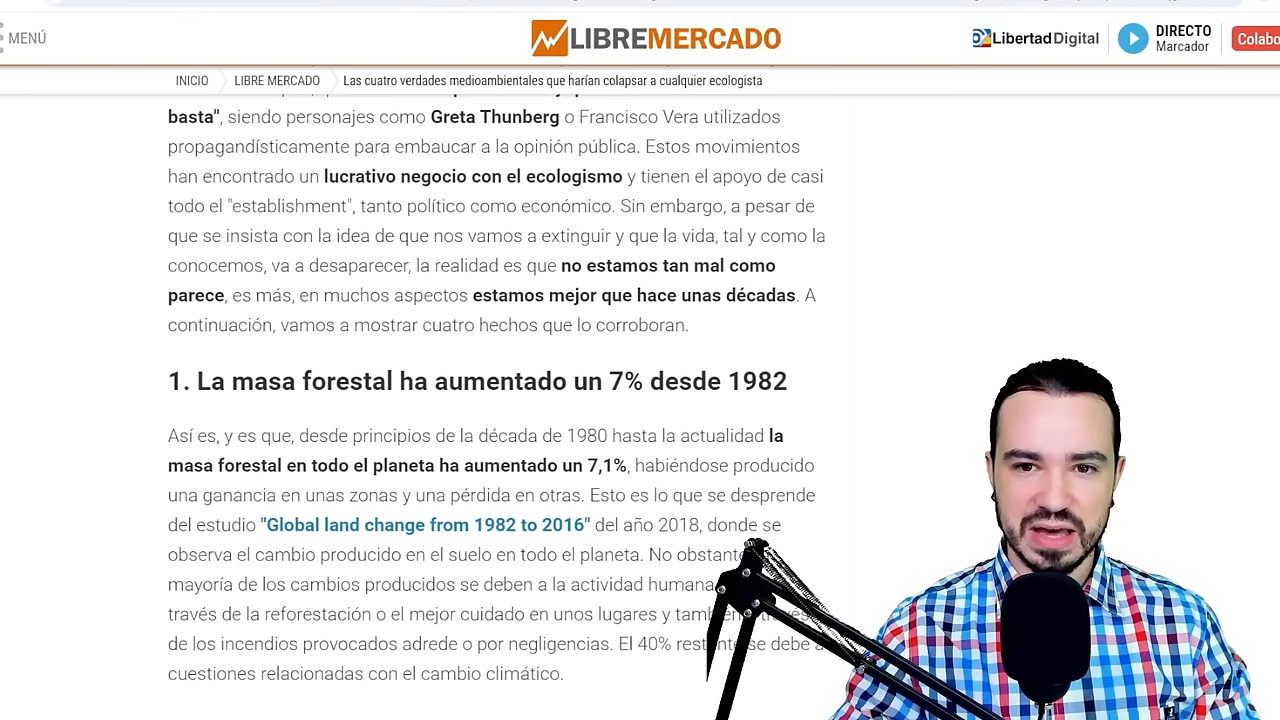 MENÚ
LIBREMERCADO
LibertadDigital
DIRECTO
Marcador
Colabo
INICIO
LIBRE MERCADO
Las cuatro verdades medioambientales que harían colapsar a cualquier ecologista
basta", siendo personajes como Greta Thunberg o Francisco Vera utilizados
propagandísticamente para embaucar a la opinión pública. Estos movimientos
han encontrado un lucrativo negocio con el ecologismo y tienen el apoyo de casi
todo el "establishment", tanto político como económico. Sin embargo, a pesar de
que se insista con la idea de que nos vamos a extinguir y que la vida, tal y como la
conocemos, va a desaparecer, la realidad es que no estamos tan mal como
parece, es más, en muchos aspectos estamos mejor que hace unas décadas. A
continuación, vamos a mostrar cuatro hechos que lo corroboran.
1. La masa forestal ha aumentado un 7% desde 1982
Así es, y es que, desde principios de la década de 1980 hasta la actualidad la
masa forestal en todo el planeta ha aumentado un 7,1%, habiéndose producido
una ganancia en unas zonas y una pérdida en otras. Esto es lo que se desprende
del estudio "Global land change from 1982 to 2016" del año 2018, donde se
observa el cambio producido en el suelo en todo el planeta. No obstante
mayoría de los cambios producidos se deben a la actividad humana
través de la reforestación o el mejor cuidado en unos lugares y también través
de los incendios provocados adrede o por negligencias. El 40% restante se debe a
cuestiones relacionadas con el cambio climático.